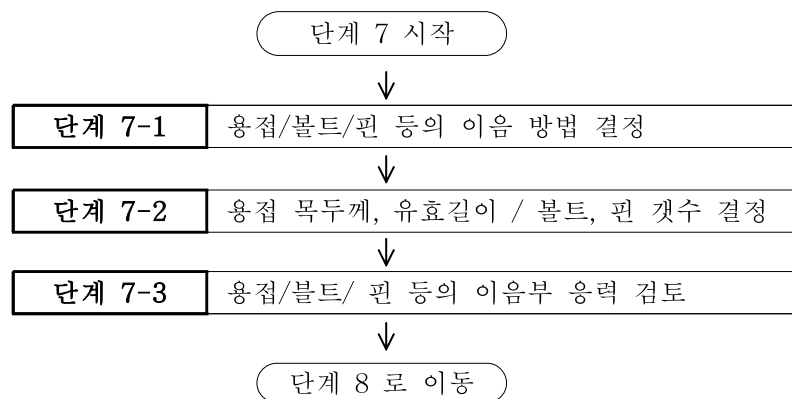 단계 7 시작
단계 7-1 용접/볼트/핀 등의 이음 방법 결정
단계 7-2 용접 목두께, 유효길이 / 볼트, 핀 갯수 결정
단계 7-3 용접/블트/ 핀 등의 이음부 응력 검토
단계 8 로 이동